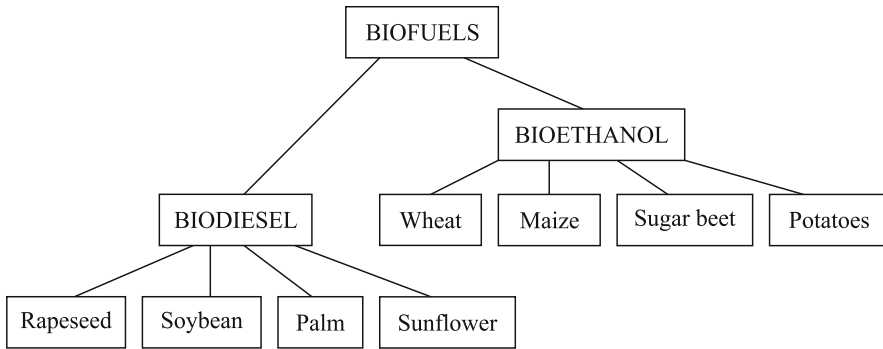 BIOFUELS
BIOETHANOL
BIODIESEL
Wheat
Maize
Sugar beet
Potatoes
Rapeseed
Soybean
Palm
Sunflower